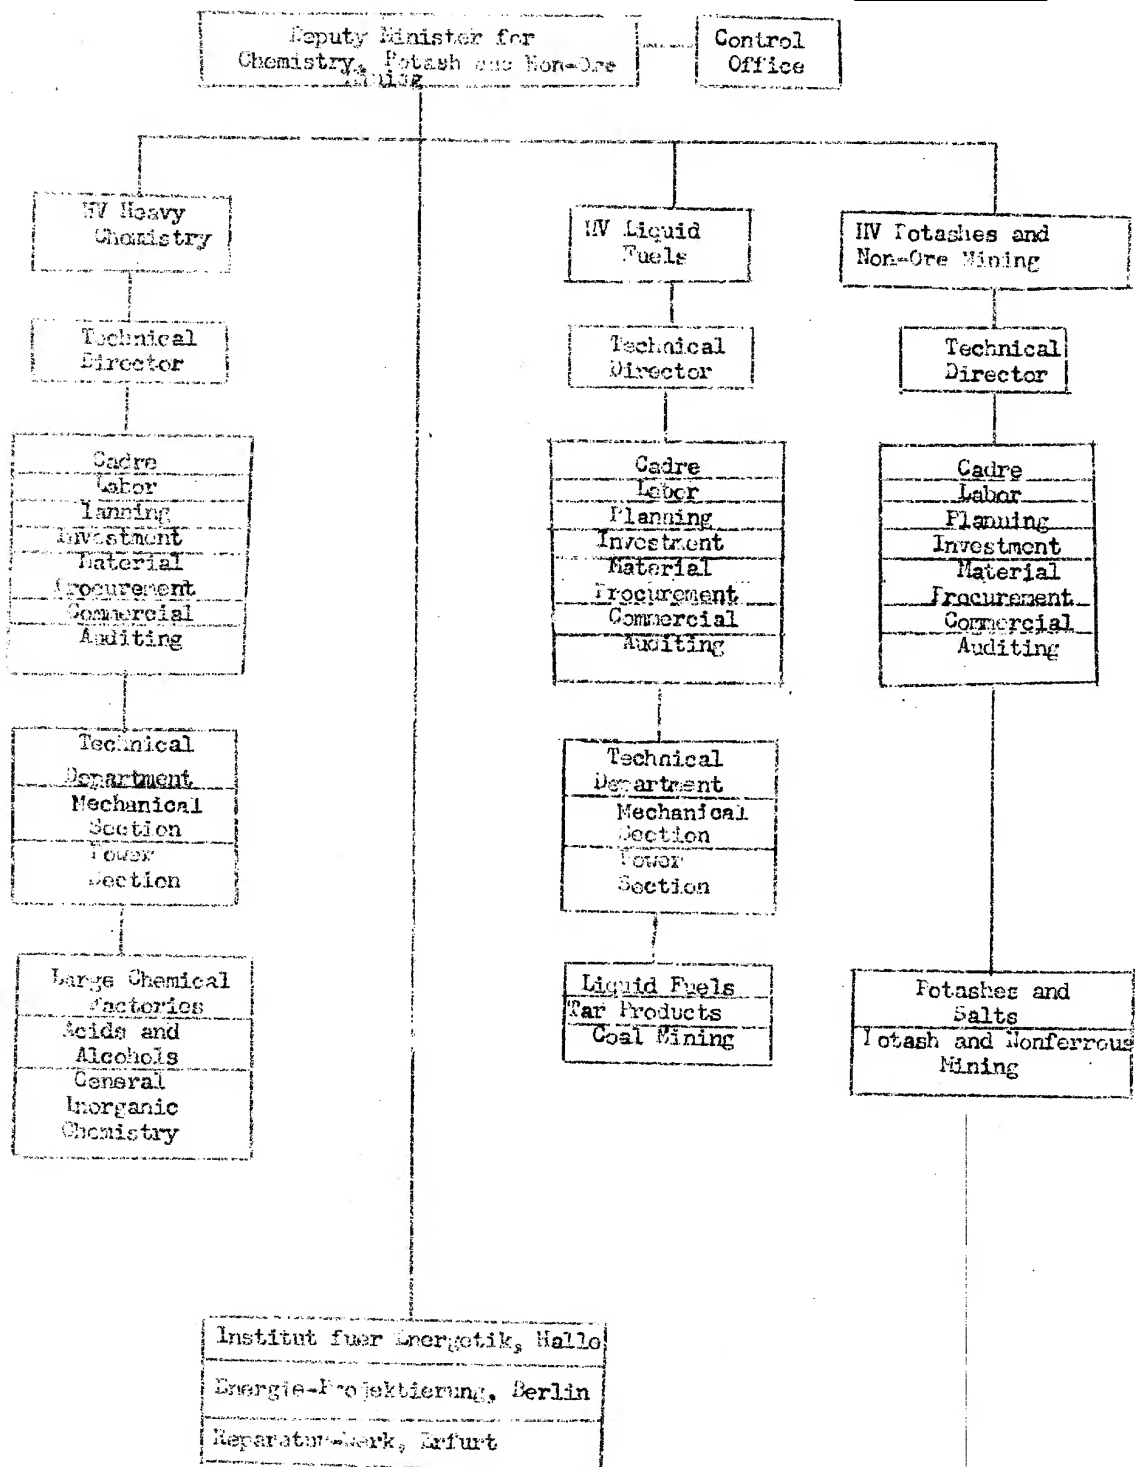 Deputy Minister for
Chemistry, Potash and Non-Ore
Mining
Control
Office
HV Heavy
Chemistry
Technical
Director
Cadre
Labor
lanning
Investment
Material
Procurement
Commercial
Auditing
Technical
Department
Mechanical
Section
Power
Section
Large Chemical
Factories
Acids and
Alcohols
General
Inorganic
Chemistry
HV Liquid
Fuels
Technical
Director
Cadre
Labor
Planning
Investment
Material
Procurement
Commercial
Auditing
Technical
Department
Mechanical
Section
Power
Section
Liquid Fuels
Tar Products
Coal Mining
HV Potashes and
Non-Ore Mining
Technical
Director
Cadre
Labor
Planning
Investment
Material
Procurement
Commercial
Auditing
Potashes and
Salts
Potash and Nonferrous
Mining
Institut fuer Energetik, Halle
Energie-Projektierung, Berlin
Reparatur-Werk, Erfurt